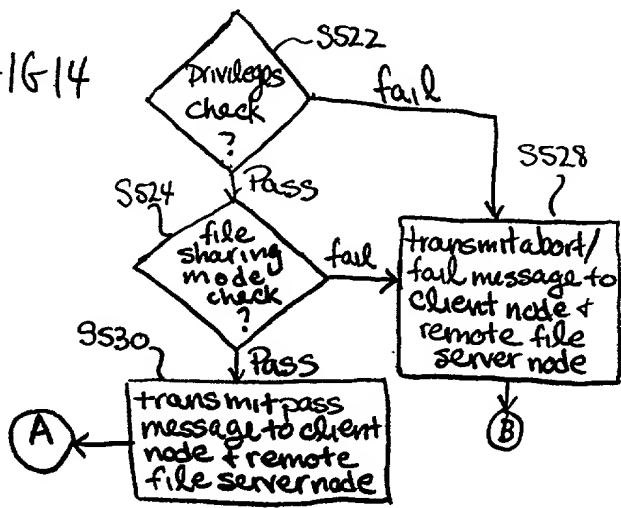 -IG 14
S522
privileges
check
?
fail
Pass
S528
S524
file
sharing
mode
check
?
fail
transmit abort/
fail message to
client node &
remote file
server node
S530
Pass
transmit pass
message to client
node & remote
file server node
A
B